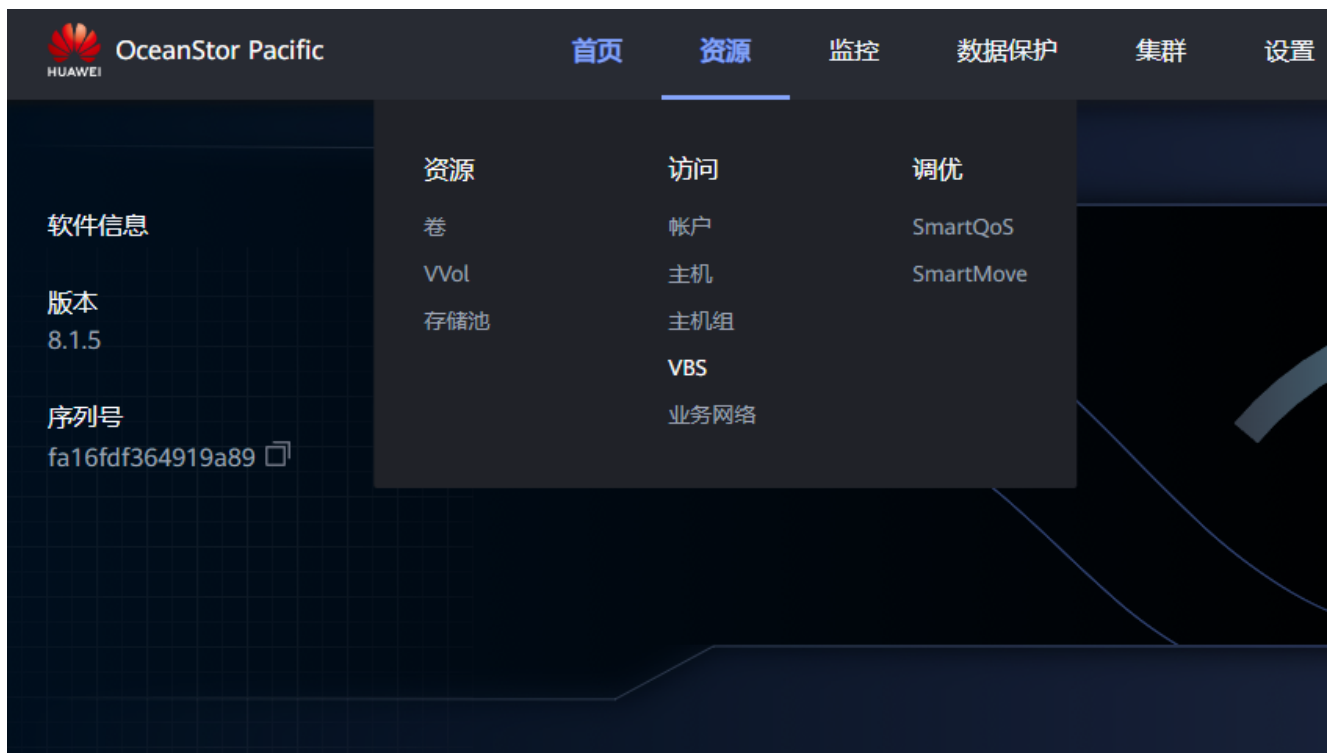 HUAWEI
OceanStor Pacific
首页 资源 监控 数据保护 集群 设置
软件信息
版本
8.1.5
序列号
fa16fdf364919a89
资源
卷
VVol
存储池
访问
帐户
主机
主机组
VBS
业务网络
调优
SmartQoS
SmartMove